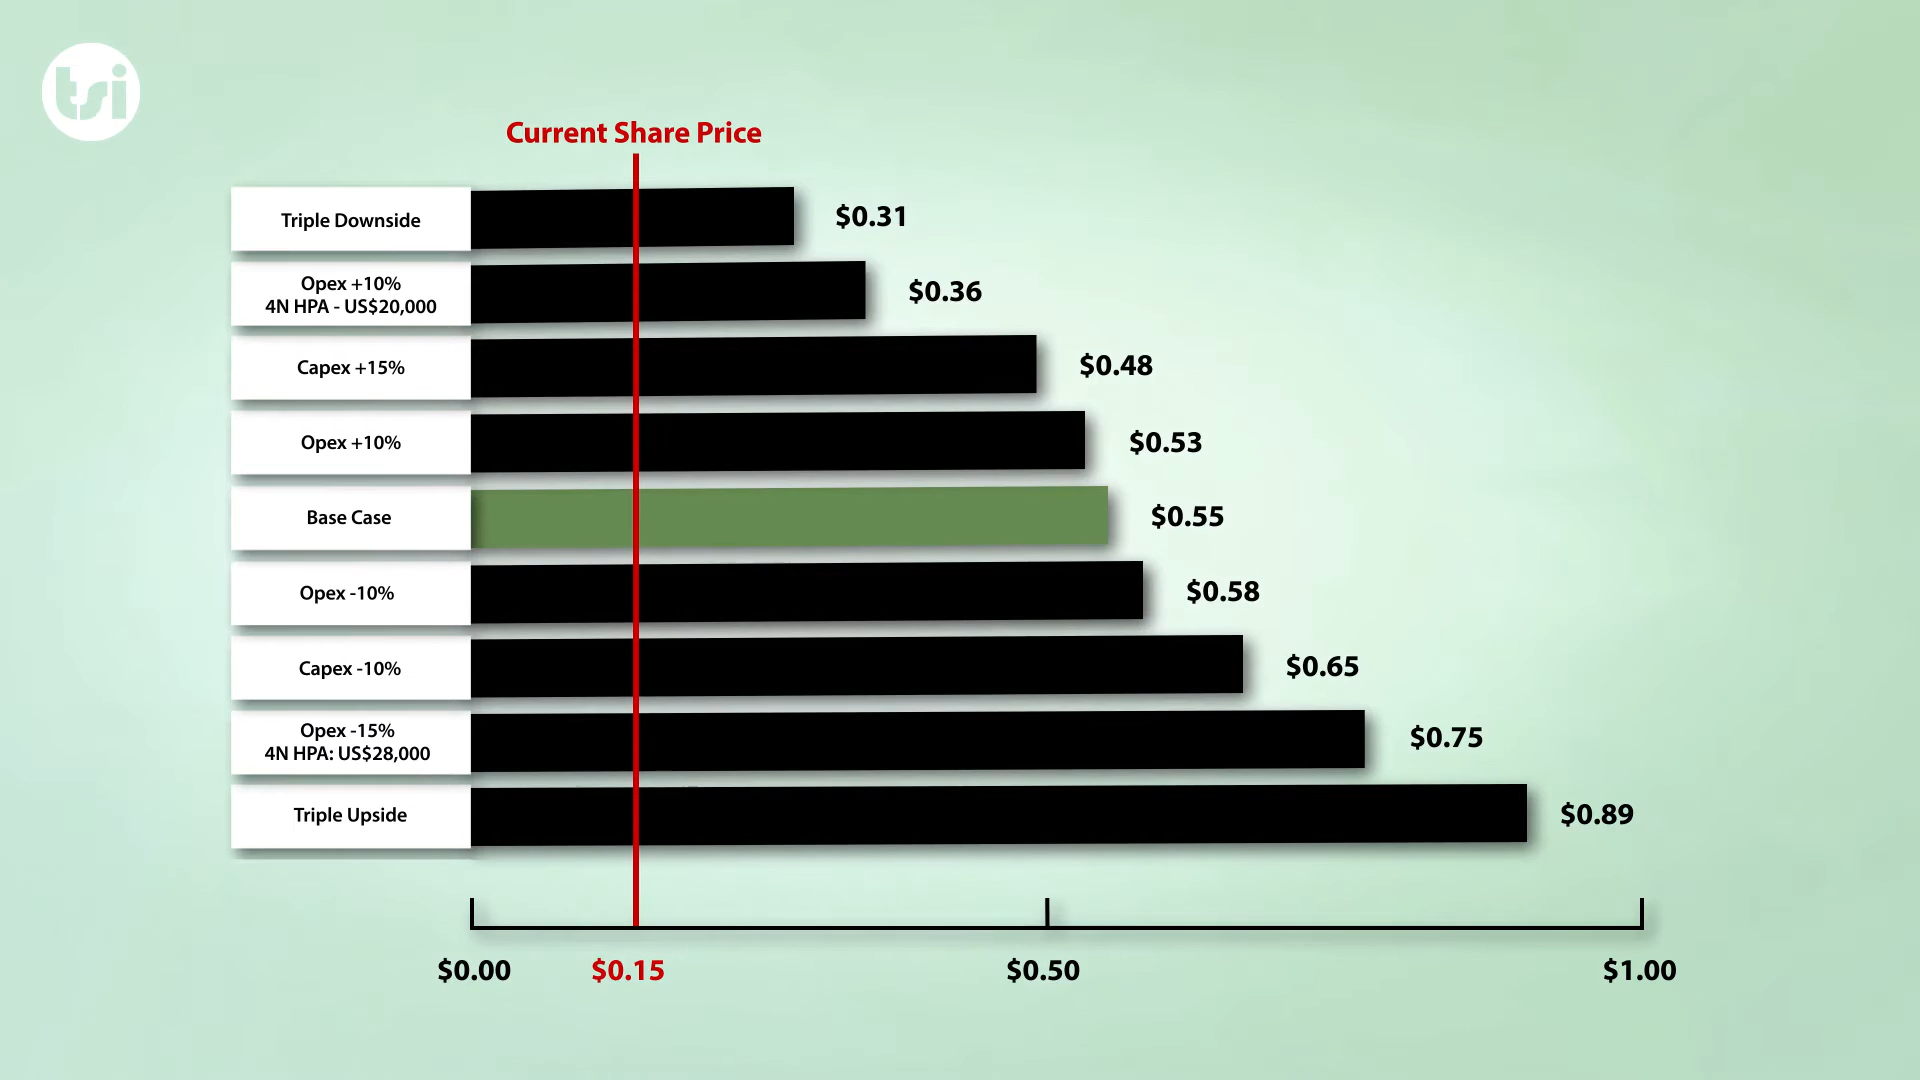 tsi
Current Share Price
Triple Downside
$0.31
Opex +10%
4N HPA - US$20,000
$0.36
Capex +15%
$0.48
Opex +10%
$0.53
Base Case
$0.55
Opex -10%
$0.58
Capex -10%
$0.65
Opex -15%
4N HPA: US$28,000
$0.75
Triple Upside
$0.89
$0.00
$0.15
$0.50
$1.00